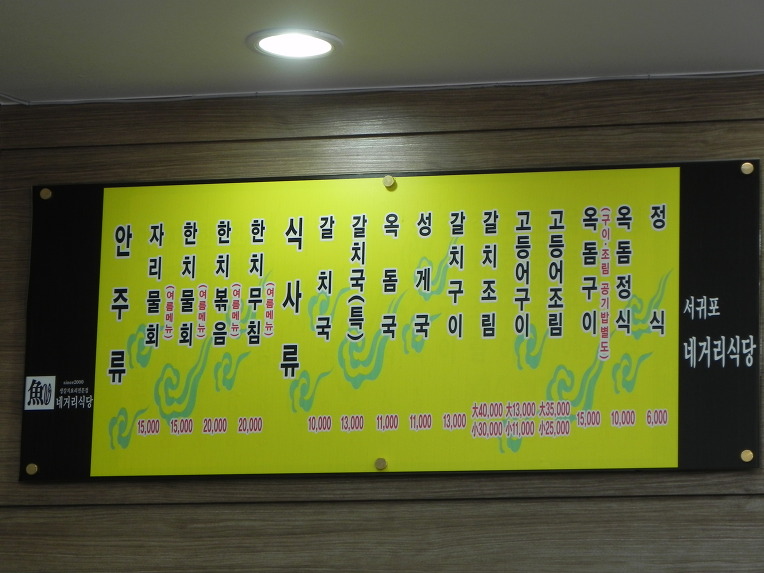 안주류
자리물회
(여름메뉴)
15,000
한치물회
(여름메뉴)
15,000
한치볶음
(여름메뉴)
20,000
한치무침
(여름메뉴)
20,000
식사류
갈치국
10,000
갈치국(특)
13,000
옥돔국
11,000
성게국
11,000
갈치구이
13,000
갈치조림
大40,000
小30,000
고등어구이
大13,000
小11,000
고등어조림
大35,000
小25,000
옥돔구이
15,000
(구이·조림 공기밥별도)
옥돔정식
10,000
정식
6,000
서귀포
네거리식당
魚
since2000
네거리식당